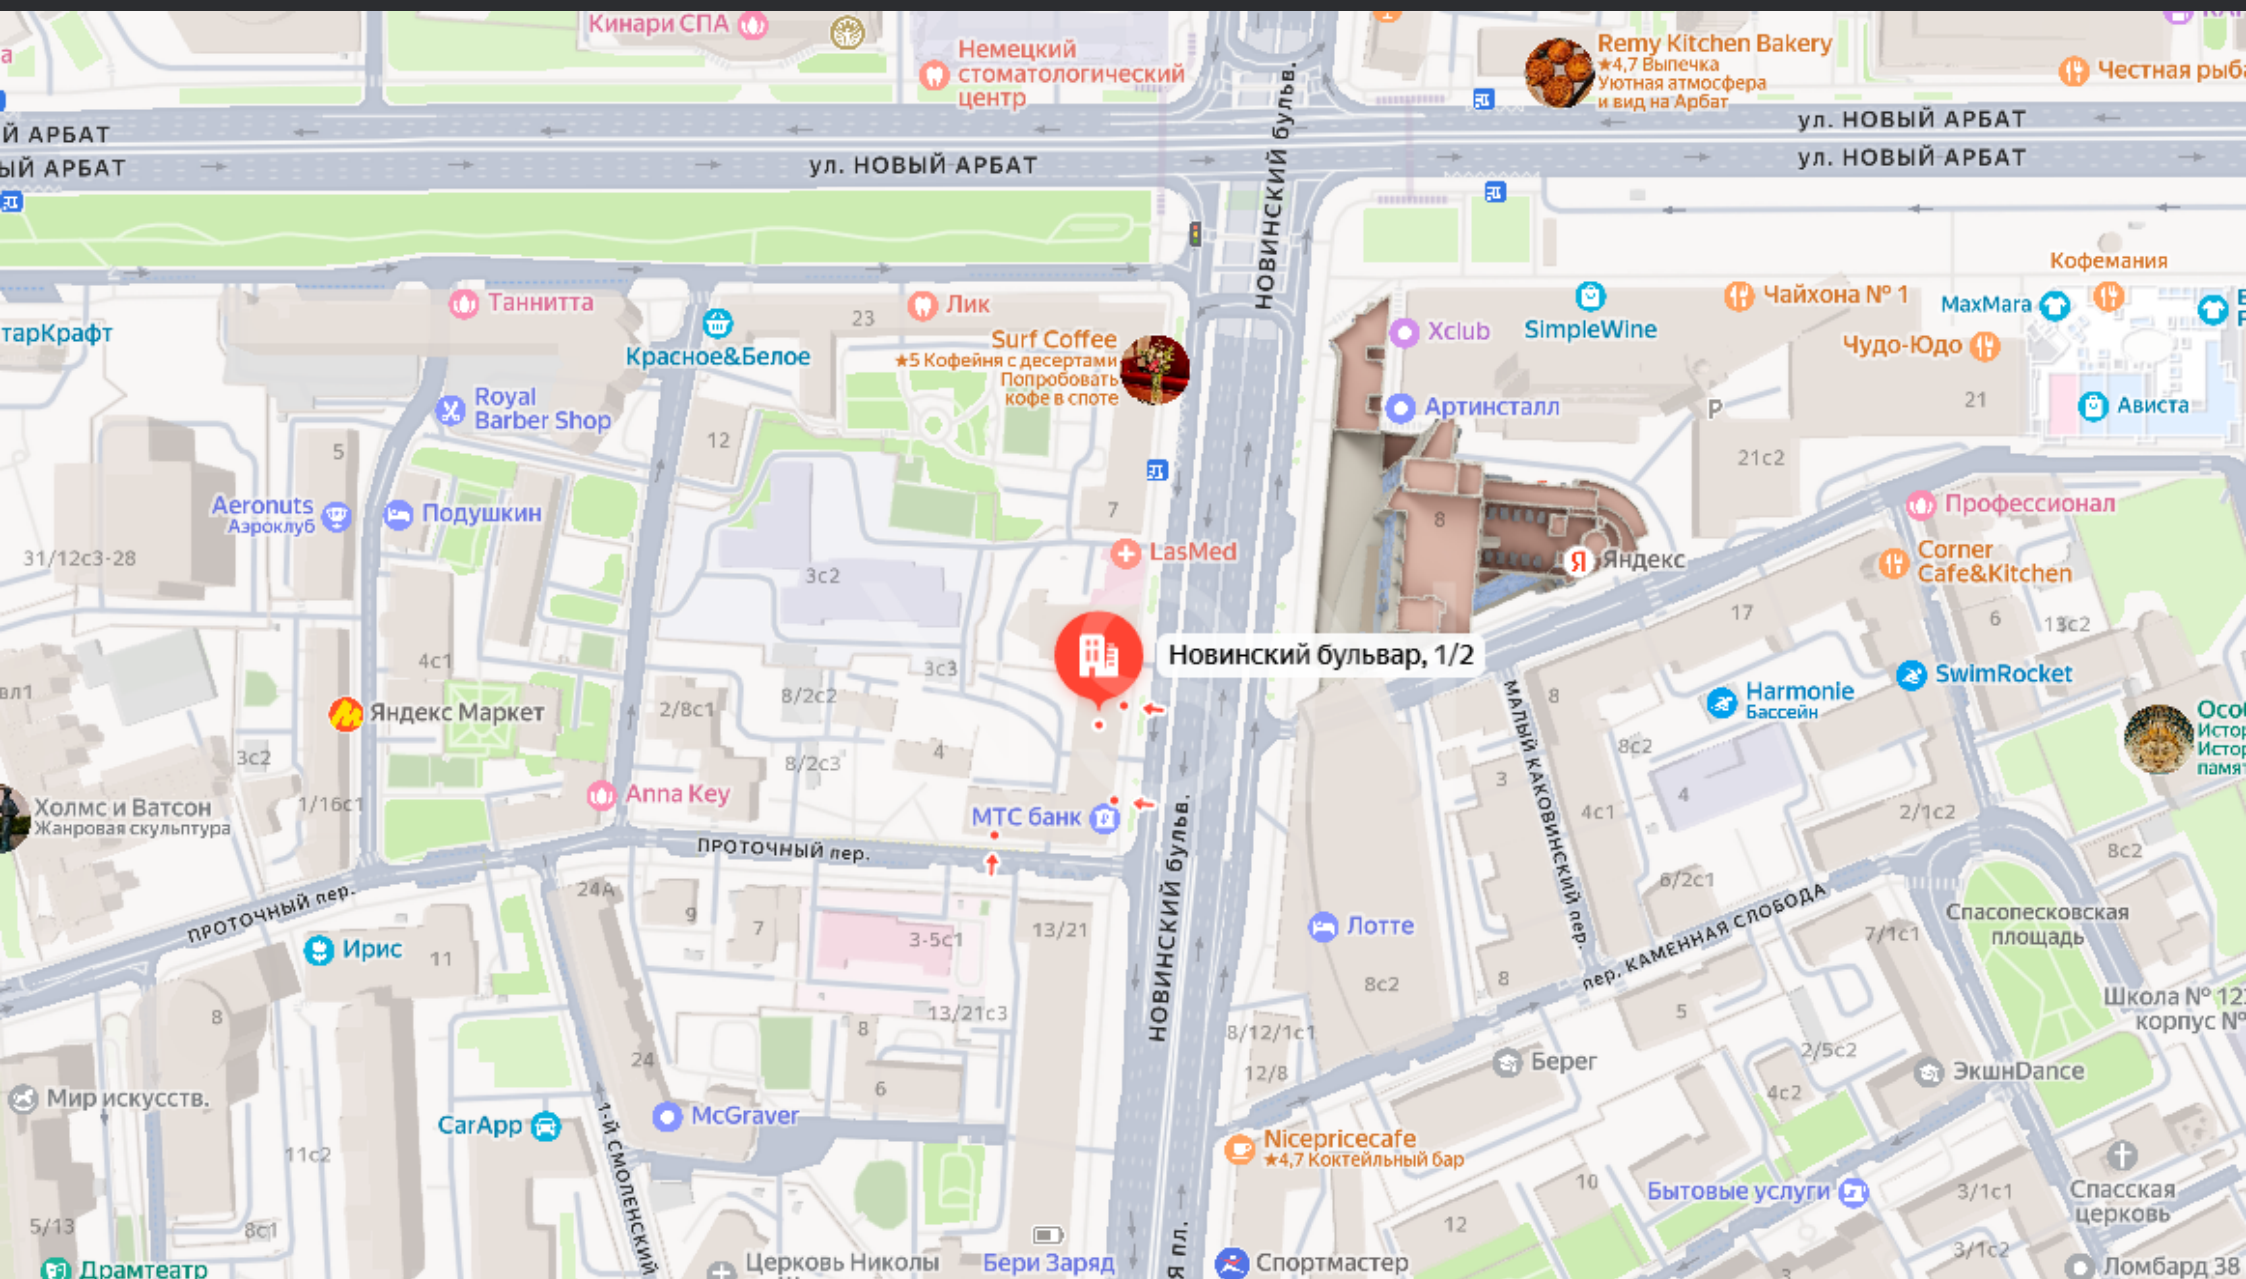 Кинари СПА
Немецкий
стоматологический
центр
НОВИНСКИЙ бульв.
Remy Kitchen Bakery
★4,7 Выпечка
Уютная атмосфера
и вид на Арбат
Честная
Й АРБАТ
ЫЙ АРБАТ
ул. НОВЫЙ АРБАТ
ул. НОВЫЙ АРБАТ
ул. НОВЫЙ АРБАТ
Таннитта
Красное&Белое
23
Лик
Surf Coffee
★5 Кофейня с десертами
Попробовать
кофе в споте
Xclub
SimpleWine
Чайхона № 1
Кофемания
MaxMara
Чудо-Юдо
Ависта
Артинсталл
P
21
21с2
тарКрафт
Royal
Barber Shop
12
5
Aeronuts
Аэроклуб
Подушкин
31/12с3-28
7
LasMed
3с2
8
Я Яндекс
Профессионал
Corner
Cafe&Kitchen
17
6
13с2
Новинский бульвар, 1/2
4с1
3с3
вл1
Яндекс Маркет
2/8с1
8/2с2
8/2с3
4
3с2
1/16с1
Anna Key
МТС банк
Холмс и Ватсон
Жанровая скульптура
МАЛЫЙ КАКОВИНСКИЙ пер.
8
8с2
Harmonie
Бассейн
SwimRocket
3
4с1
4
2/1с2
8с2
6/2с1
ПРОТОЧНЫЙ пер.
ПРОТОЧНЫЙ пер.
НОВИНСКИЙ бульв.
24А
9
7
3-5с1
13/21
13/21с3
Ирис
11
8
Лотте
8с2
8
пер. КАМЕННАЯ СЛОБОДА
7/1с1
Спасопесковская
площадь
Школа №
корпус
5
2/5с2
4с2
ЭкшнDance
Берег
8/12/1с1
12/8
8
6
24
McGraver
CarApp
Мир искусств.
11с2
5/13
8с1
Драмтеатр
1-й СМОЛЕНСКИЙ
Церковь Николы
Бери Заряд
Я пл.
Nicepricecafe
★4,7 Коктейльный бар
Спортмастер
12
10
Бытовые услуги
3/1с1
3/1с2
3
Спасская
церковь
Ломбард 38